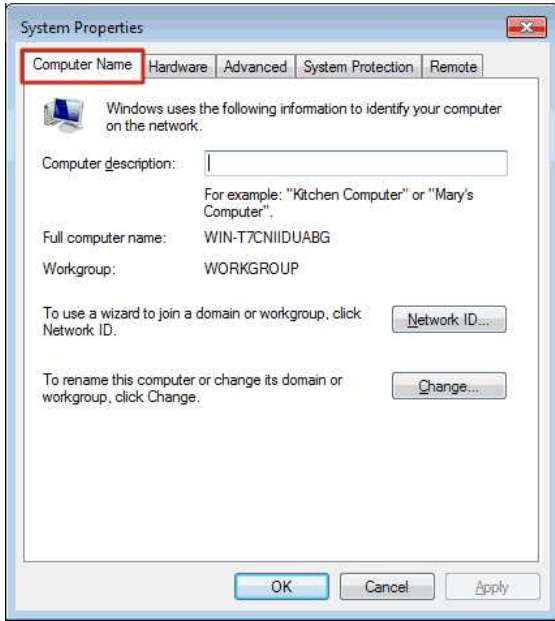 System Properties
Computer Name Hardware Advanced System Protection Remote
Windows uses the following information to identify your computer
on the network.
Computer description:
For example: "Kitchen Computer" or "Mary's
Computer".
Full computer name: WIN-T7CNIIDUABG
Workgroup: WORKGROUP
To use a wizard to join a domain or workgroup, click
Network ID.
Network ID...
To rename this computer or change its domain or
workgroup, click Change.
Change...
OK Cancel Apply